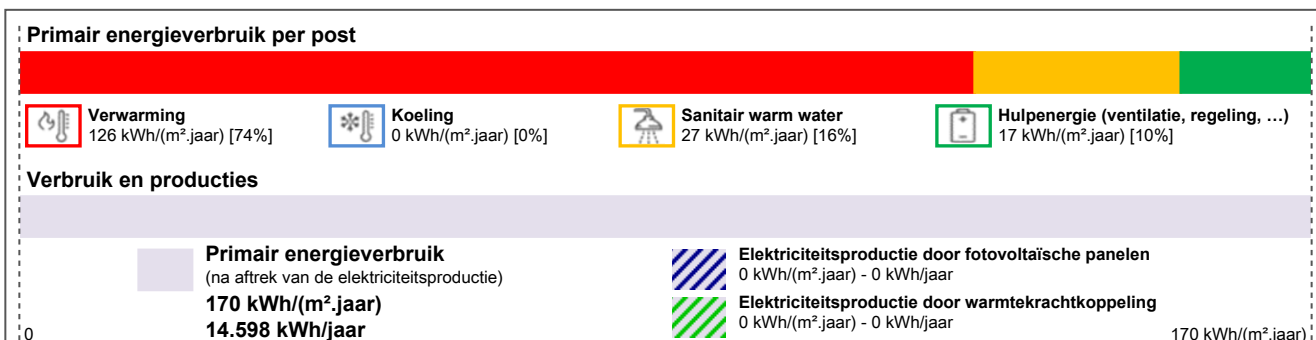 Primair energieverbruik per post
Verwarming
126 kWh/(m².jaar) [74%]
Koeling
0 kWh/(m².jaar) [0%]
Sanitair warm water
27 kWh/(m².jaar) [16%]
Hulpenergie (ventilatie, regeling, …)
17 kWh/(m².jaar) [10%]
Verbruik en producties
Primair energieverbruik
(na aftrek van de elektriciteitsproductie)
170 kWh/(m².jaar)
14.598 kWh/jaar
Elektriciteitsproductie door fotovoltaïsche panelen
0 kWh/(m².jaar) - 0 kWh/jaar
Elektriciteitsproductie door warmtekrachtkoppeling
0 kWh/(m².jaar) - 0 kWh/jaar
0
170 kWh/(m².jaar)